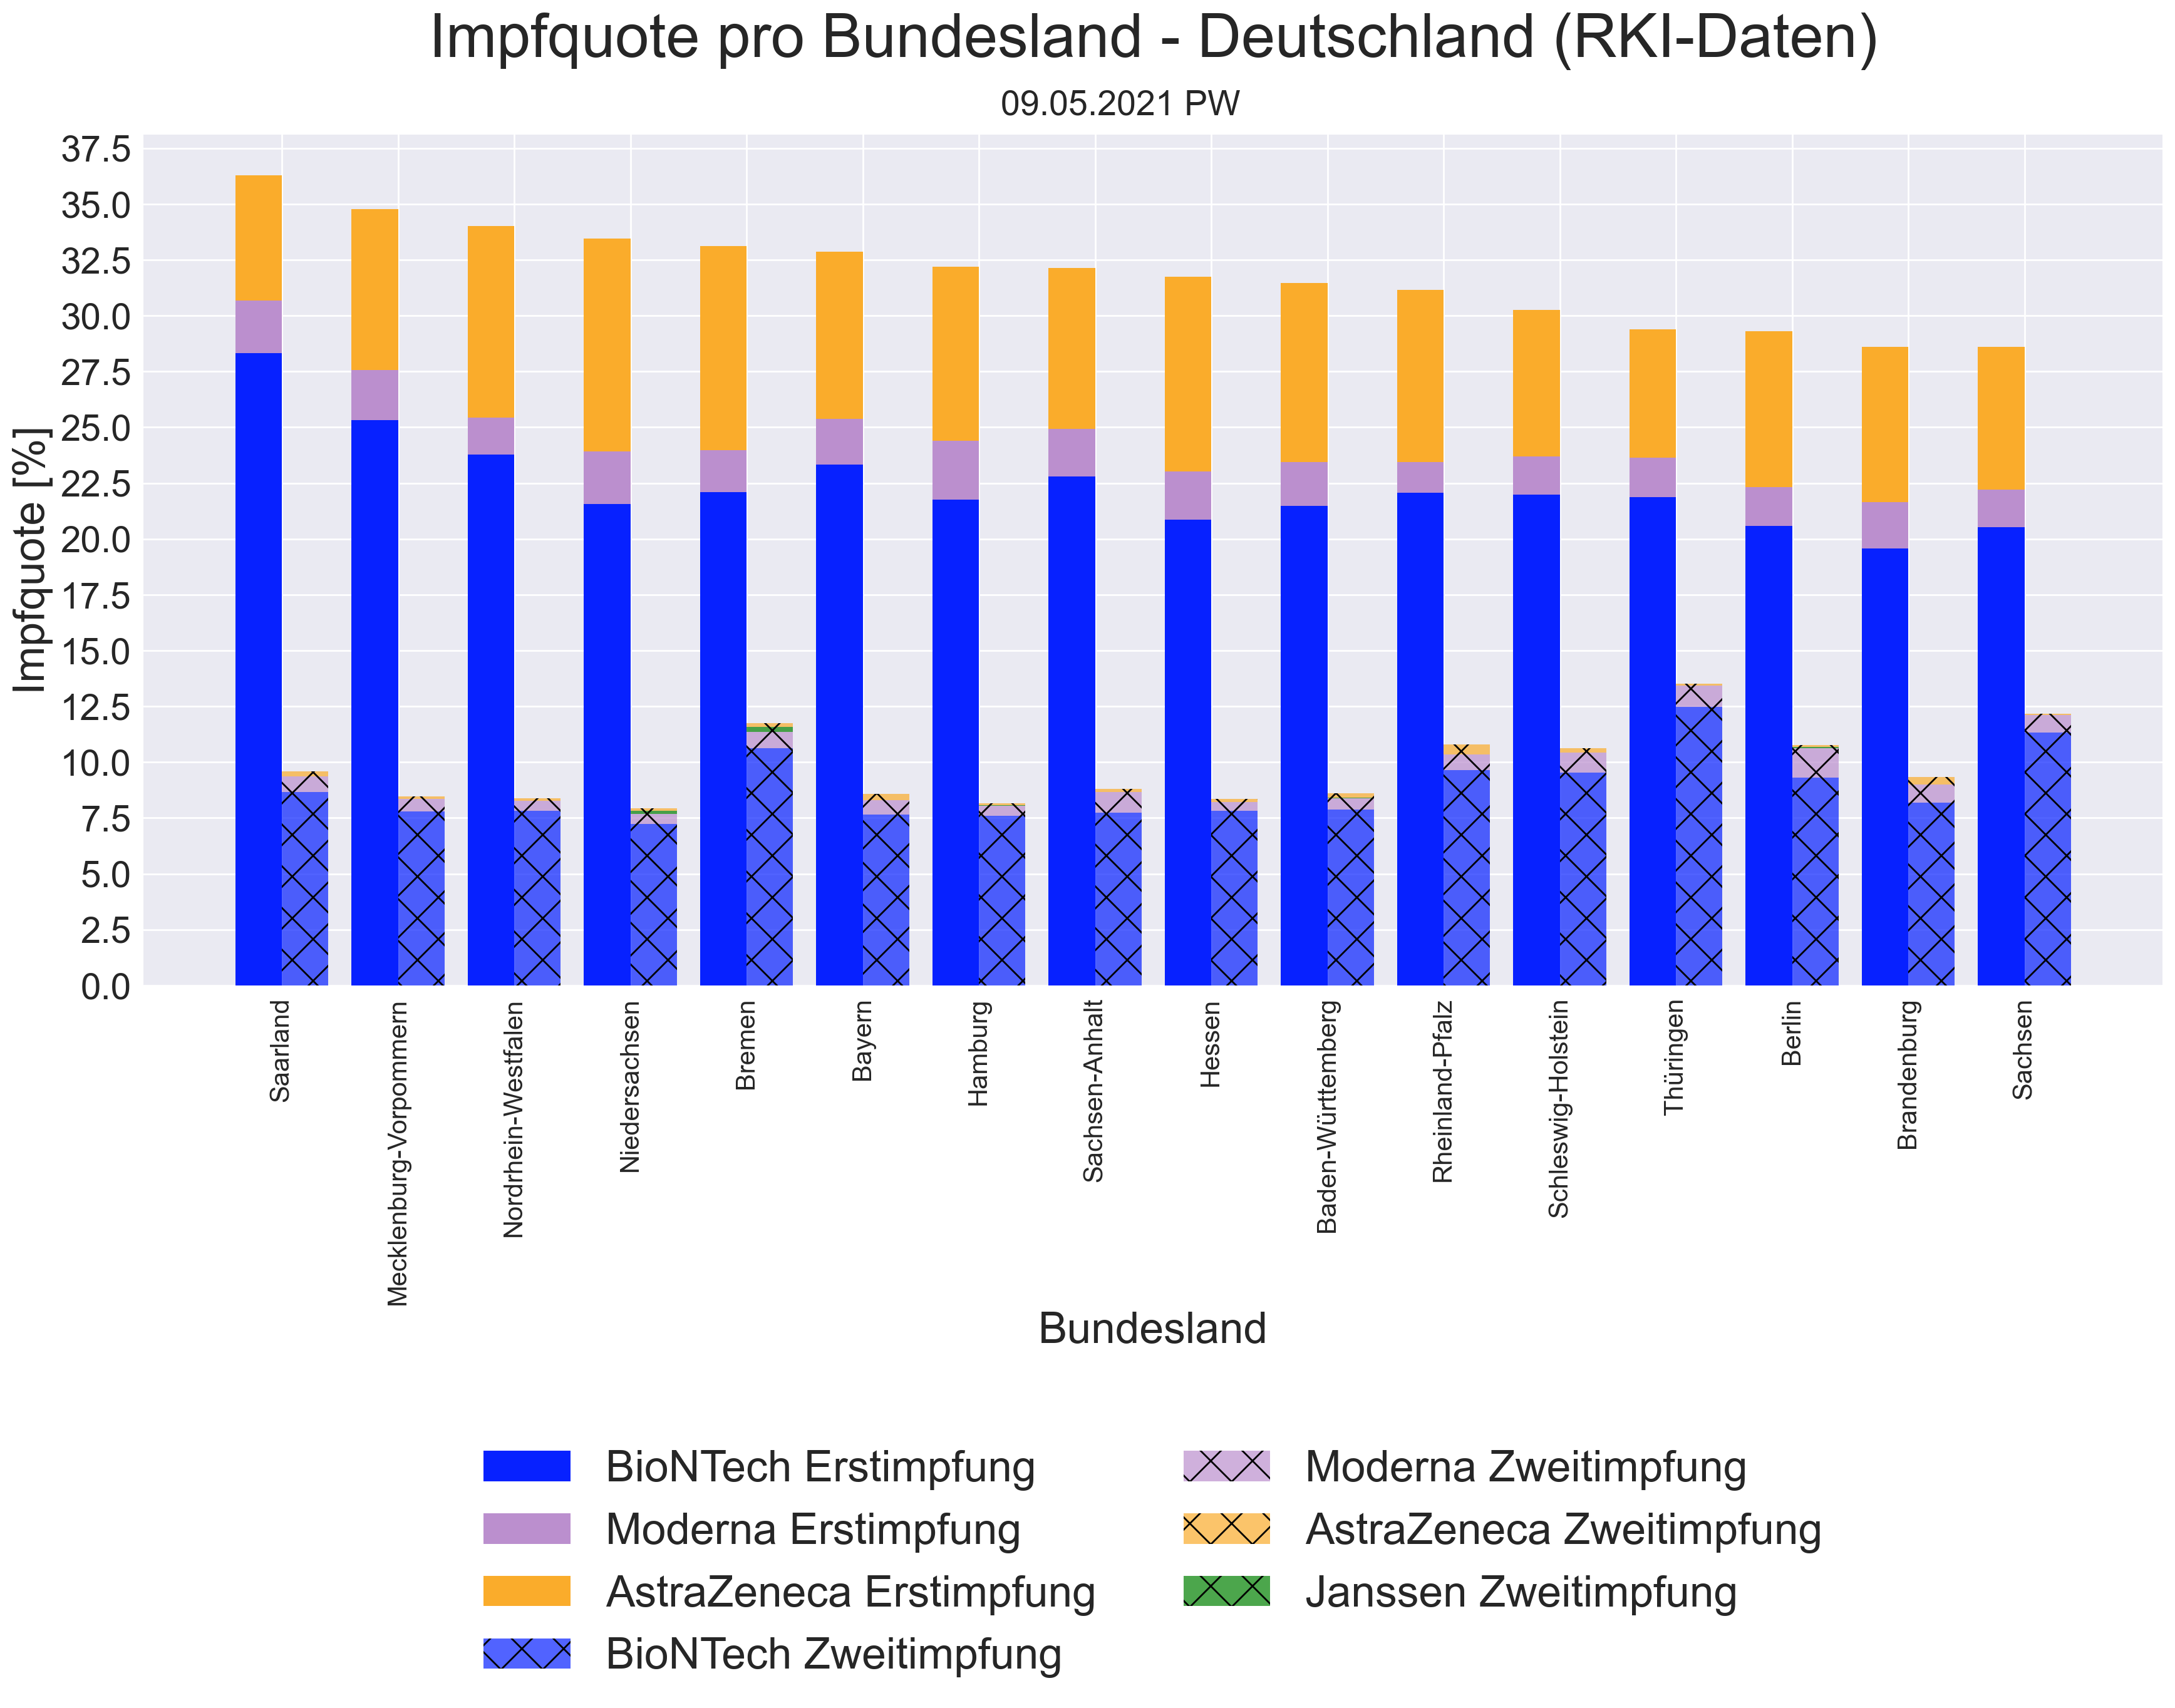 Impfquote pro Bundesland - Deutschland (RKI-Daten)
09.05.2021 PW
Impfquote [%]
37.5
35.0
32.5
30.0
27.5
25.0
22.5
20.0
17.5
15.0
12.5
10.0
7.5
5.0
2.5
0.0
Saarland
Mecklenburg-Vorpommern
Nordrhein-Westfalen
Niedersachsen
Bremen
Bayern
Hamburg
Sachsen-Anhalt
Hessen
Baden-Württemberg
Rheinland-Pfalz
Schleswig-Holstein
Thüringen
Berlin
Brandenburg
Sachsen
Bundesland
BioNTech Erstimpfung
Moderna Erstimpfung
AstraZeneca Erstimpfung
BioNTech Zweitimpfung
Moderna Zweitimpfung
AstraZeneca Zweitimpfung
Janssen Zweitimpfung